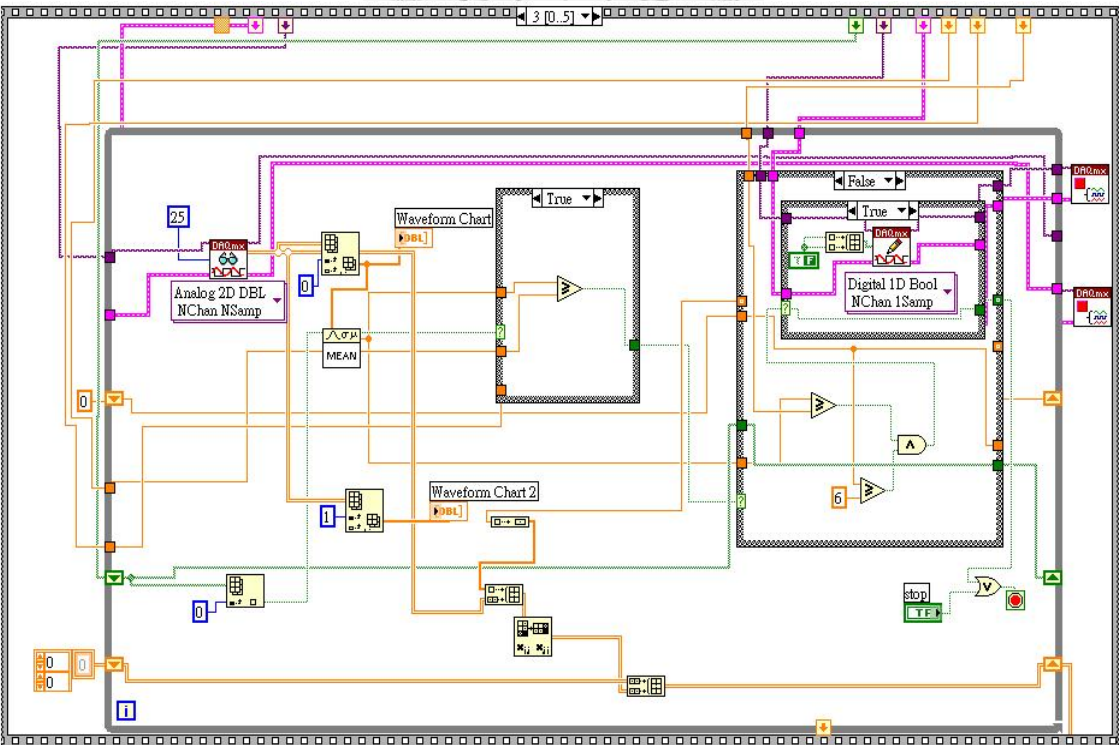 3 [0..5]
False
True
True
DAQmx
25
Waveform Chart
DBL]
DAQmx
DAQmx
T F
Analog 2D DBL
NChan NSamp
0
Digital 1D Bool
NChan 1Samp
DAQmx
MEAN
0
Waveform Chart 2
6
1
DBL]
stop
TF
0
0
0
0
i